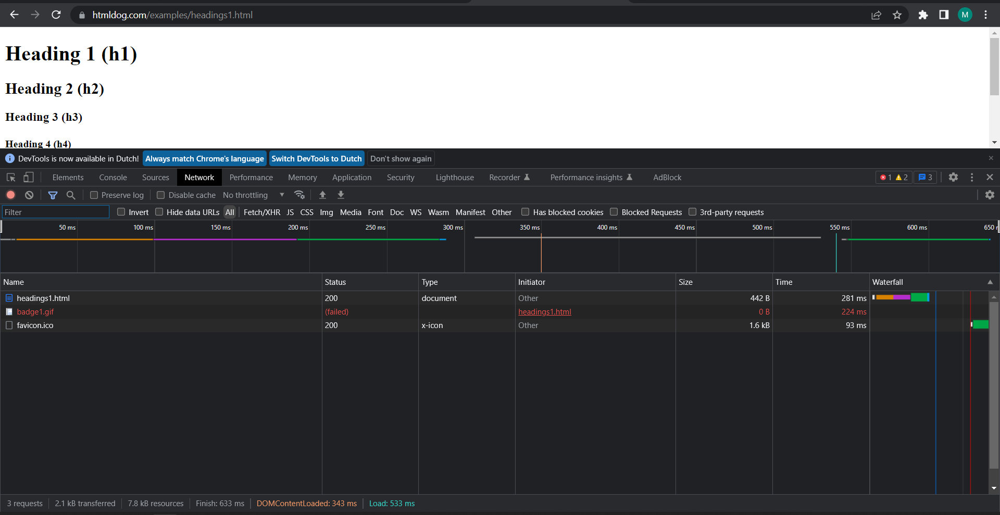 htmldog.com/examples/headings1.html M
Heading 1 (h1)
Heading 2 (h2)
Heading 3 (h3)
Heading 4 (h4)
DevTools is now available in Dutch! Always match Chrome's language Switch DevTools to Dutch Don't show again
Elements Console Sources Network Performance Memory Application Security Lighthouse Recorder Performance insights AdBlock 1 2 3
Preserve log Disable cache No throttling
Filter Invert Hide data URLs All Fetch/XHR JS CSS Img Media Font Doc WS Wasm Manifest Other Has blocked cookies Blocked Requests 3rd-party requests
50 ms 100 ms 150 ms 200 ms 250 ms 300 ms 350 ms 400 ms 450 ms 500 ms 550 ms 600 ms 650
Name Status Type Initiator Size Time Waterfall
headings1.html 200 document Other 442 B 281 ms
badge1.gif (failed) headings1.html 0 B 224 ms
favicon.ico 200 x-icon Other 1.6 kB 93 ms
3 requests 2.1 kB transferred 7.8 kB resources Finish: 633 ms DOMContentLoaded: 343 ms Load: 533 ms